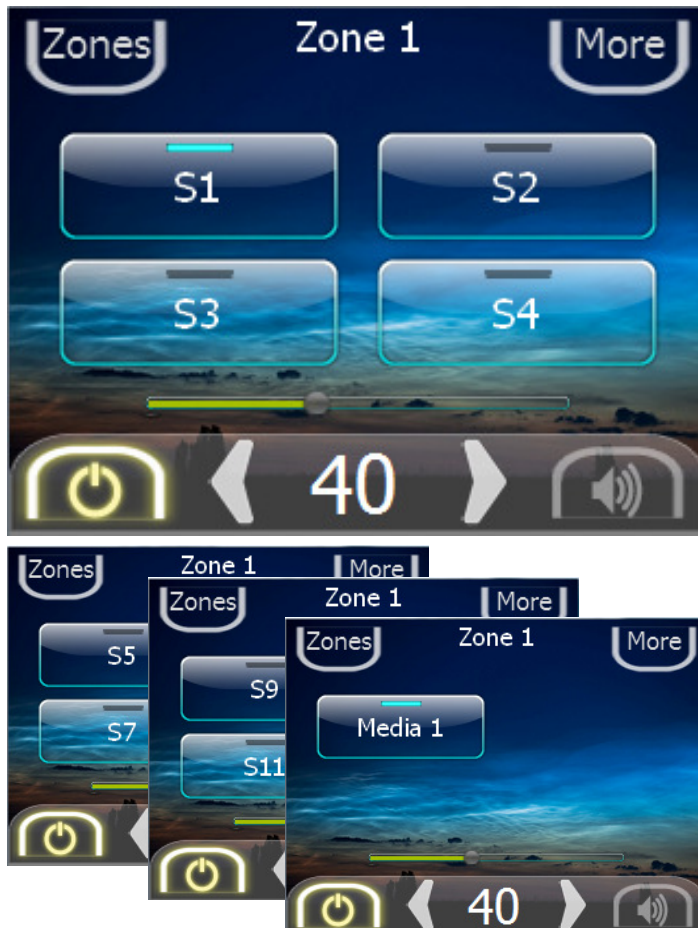 Zones Zone 1 More
S1 S2
S3 S4
40
Zones Zone 1 More
S5
S7
Zones Zone 1 More
S9
S11
Zones Zone 1 More
Media 1
40